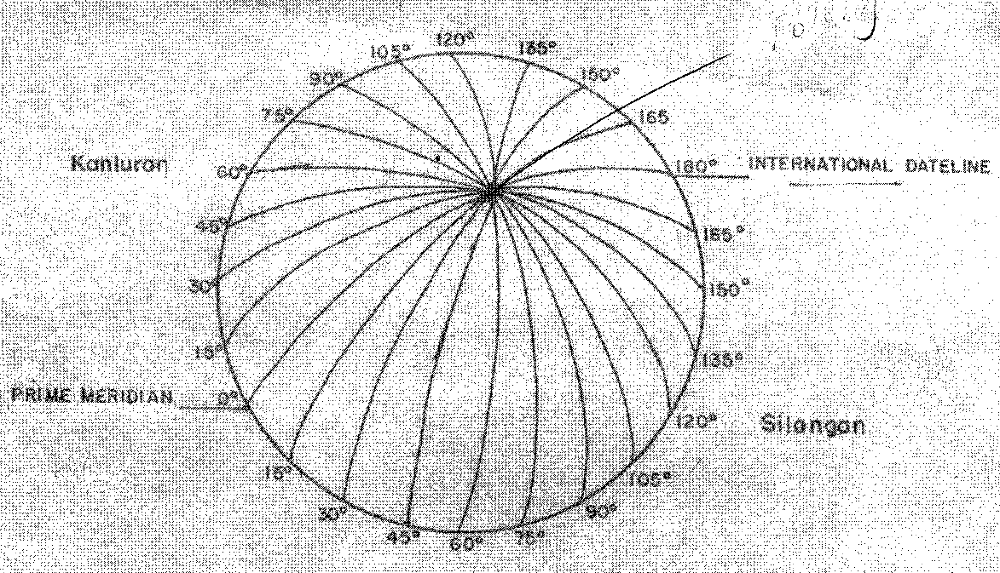 120°
105° 135°
90° 150°
75° 165
Kanluran
60° 180° INTERNATIONAL DATELINE
45° 165°
30° 150°
15° 135°
PRIME MERIDIAN 0°
120° Silangan
15° 105°
30° 90°
45° 60° 75°